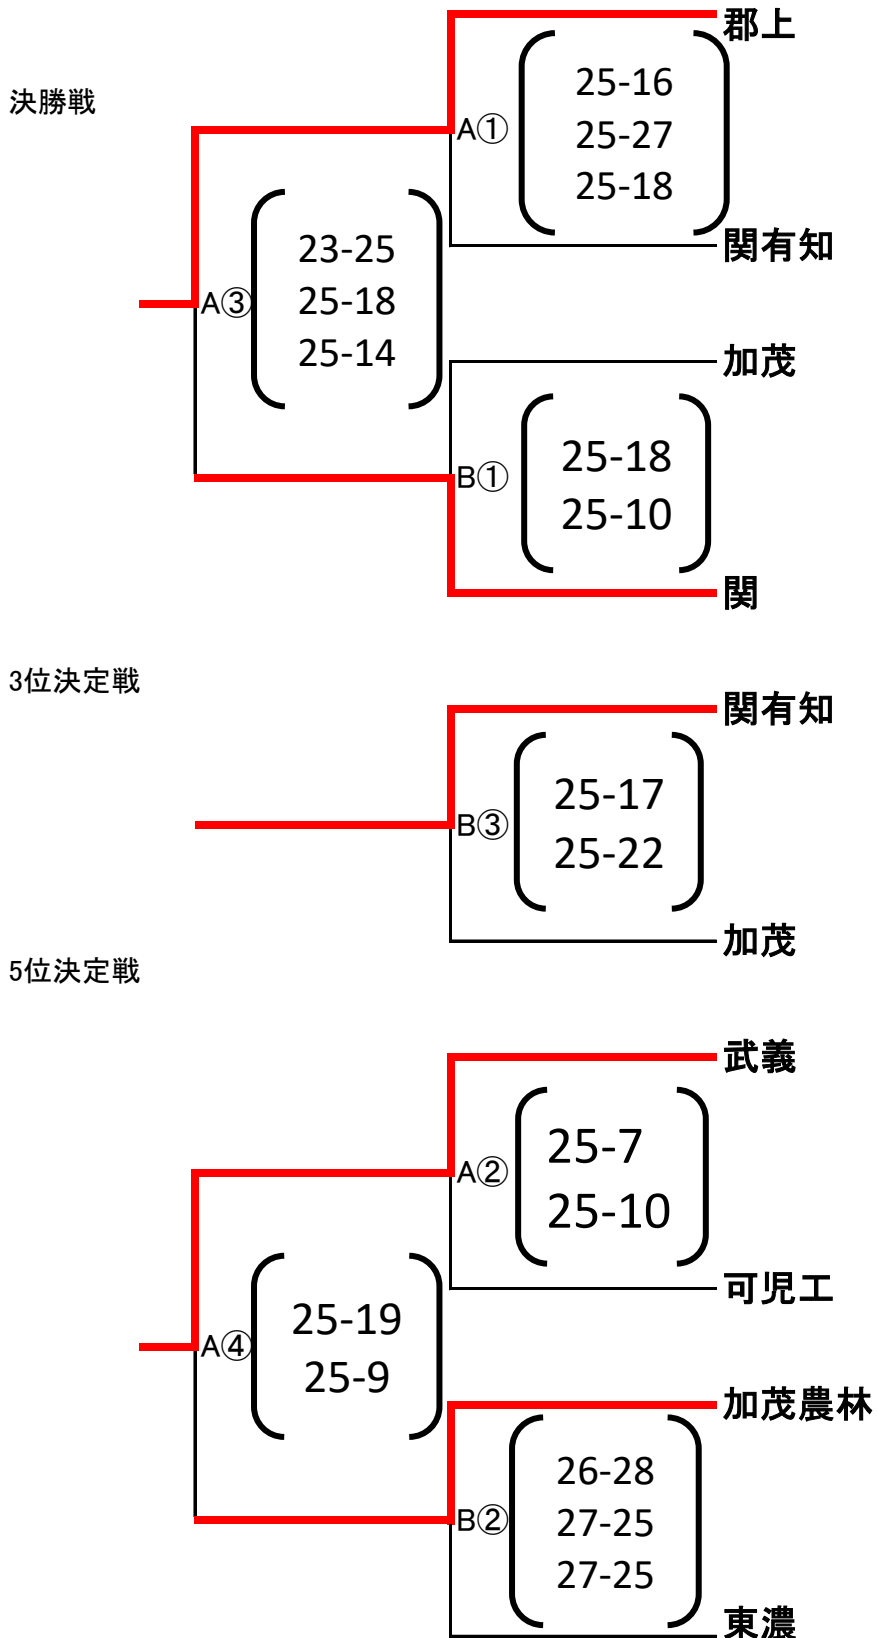 郡上
決勝戦
A①
25-16
25-27
25-18
関有知
A③
23-25
25-18
25-14
加茂
B①
25-18
25-10
関
3位決定戦
関有知
B③
25-17
25-22
加茂
5位決定戦
武義
A②
25-7
25-10
可児工
A④
25-19
25-9
加茂農林
B②
26-28
27-25
27-25
東濃